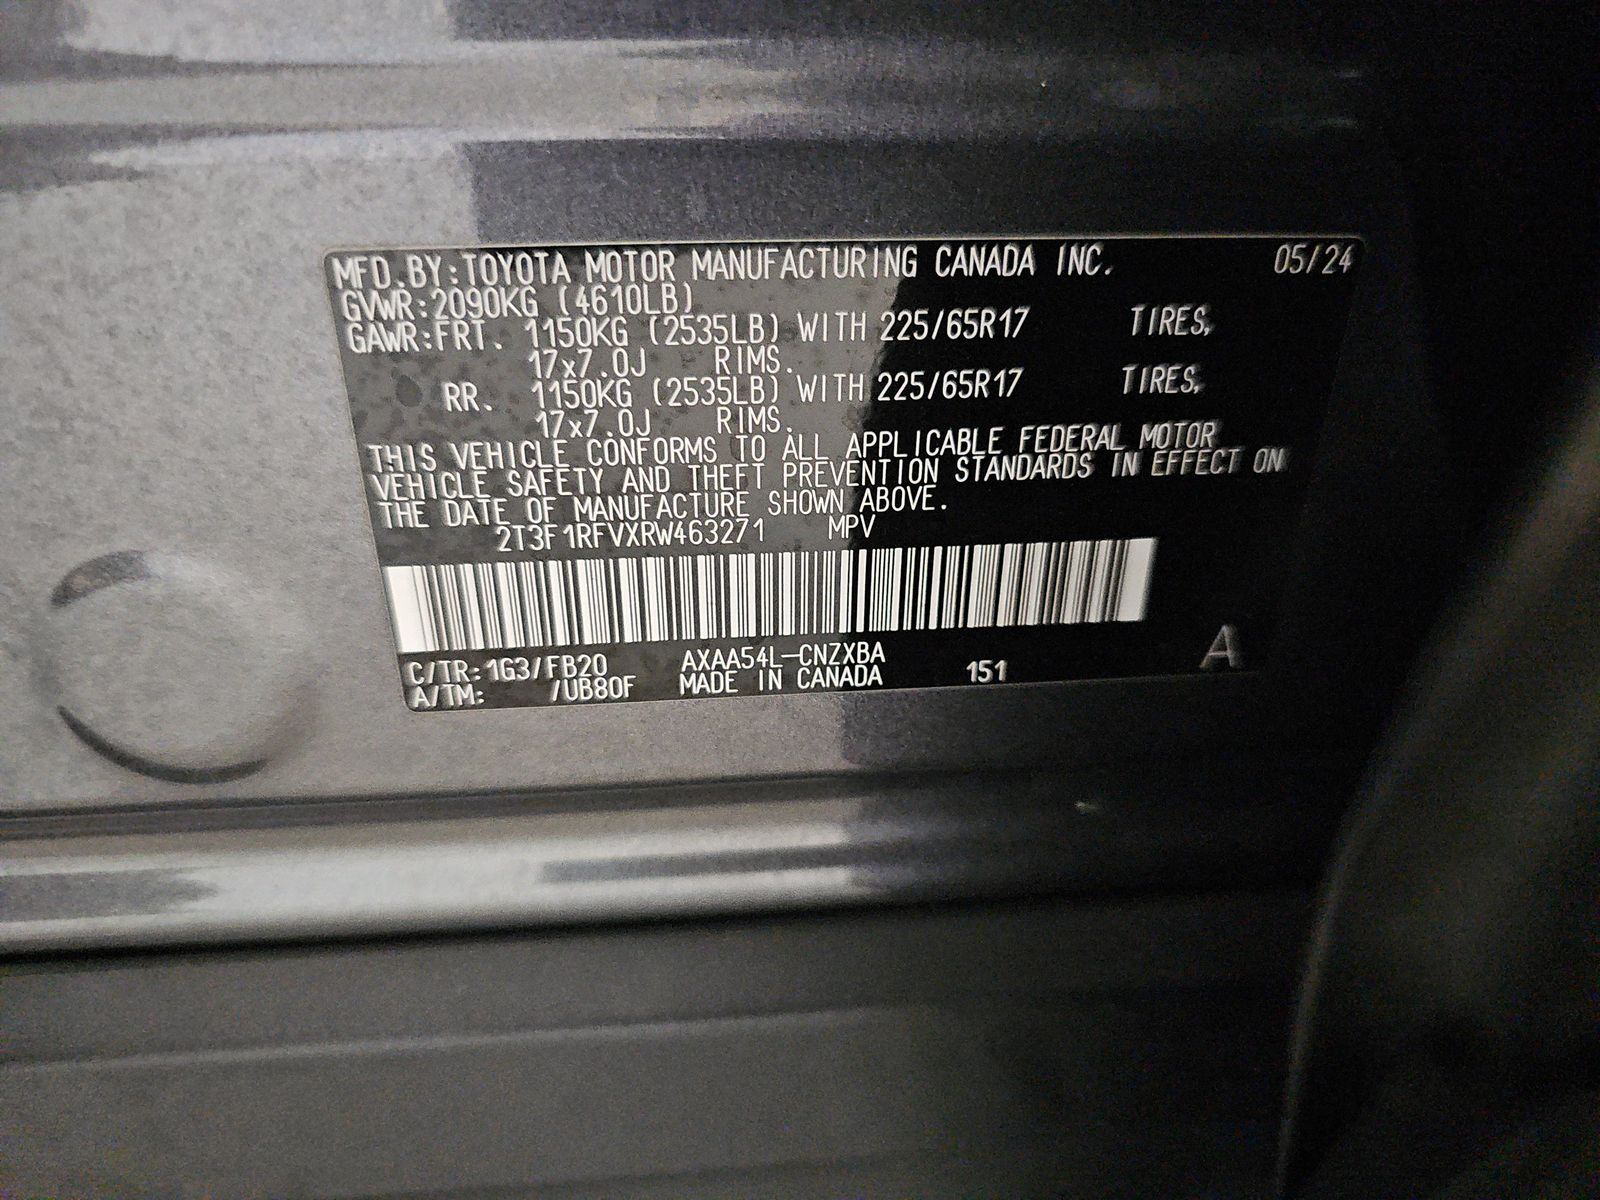 MFD.BY:TOYOTA MOTOR MANUFACTURING CANADA INC. 05/24
GVWR:2090KG (4610LB)
GAWR:FRT. 1150KG (2535LB) WITH 225/65R17 TIRES,
17x7.0J RIMS.
RR. 1150KG (2535LB) WITH 225/65R17 TIRES,
17x7.0J RIMS.
THIS VEHICLE CONFORMS TO ALL APPLICABLE FEDERAL MOTOR
VEHICLE SAFETY AND THEFT PREVENTION STANDARDS IN EFFECT ON
THE DATE OF MANUFACTURE SHOWN ABOVE.
2T3F1RFVXRW463271 MPV
C/TR:1G3/FB20 AXAA54L-CNZXBA 151 A
A/TM: /UB80F MADE IN CANADA